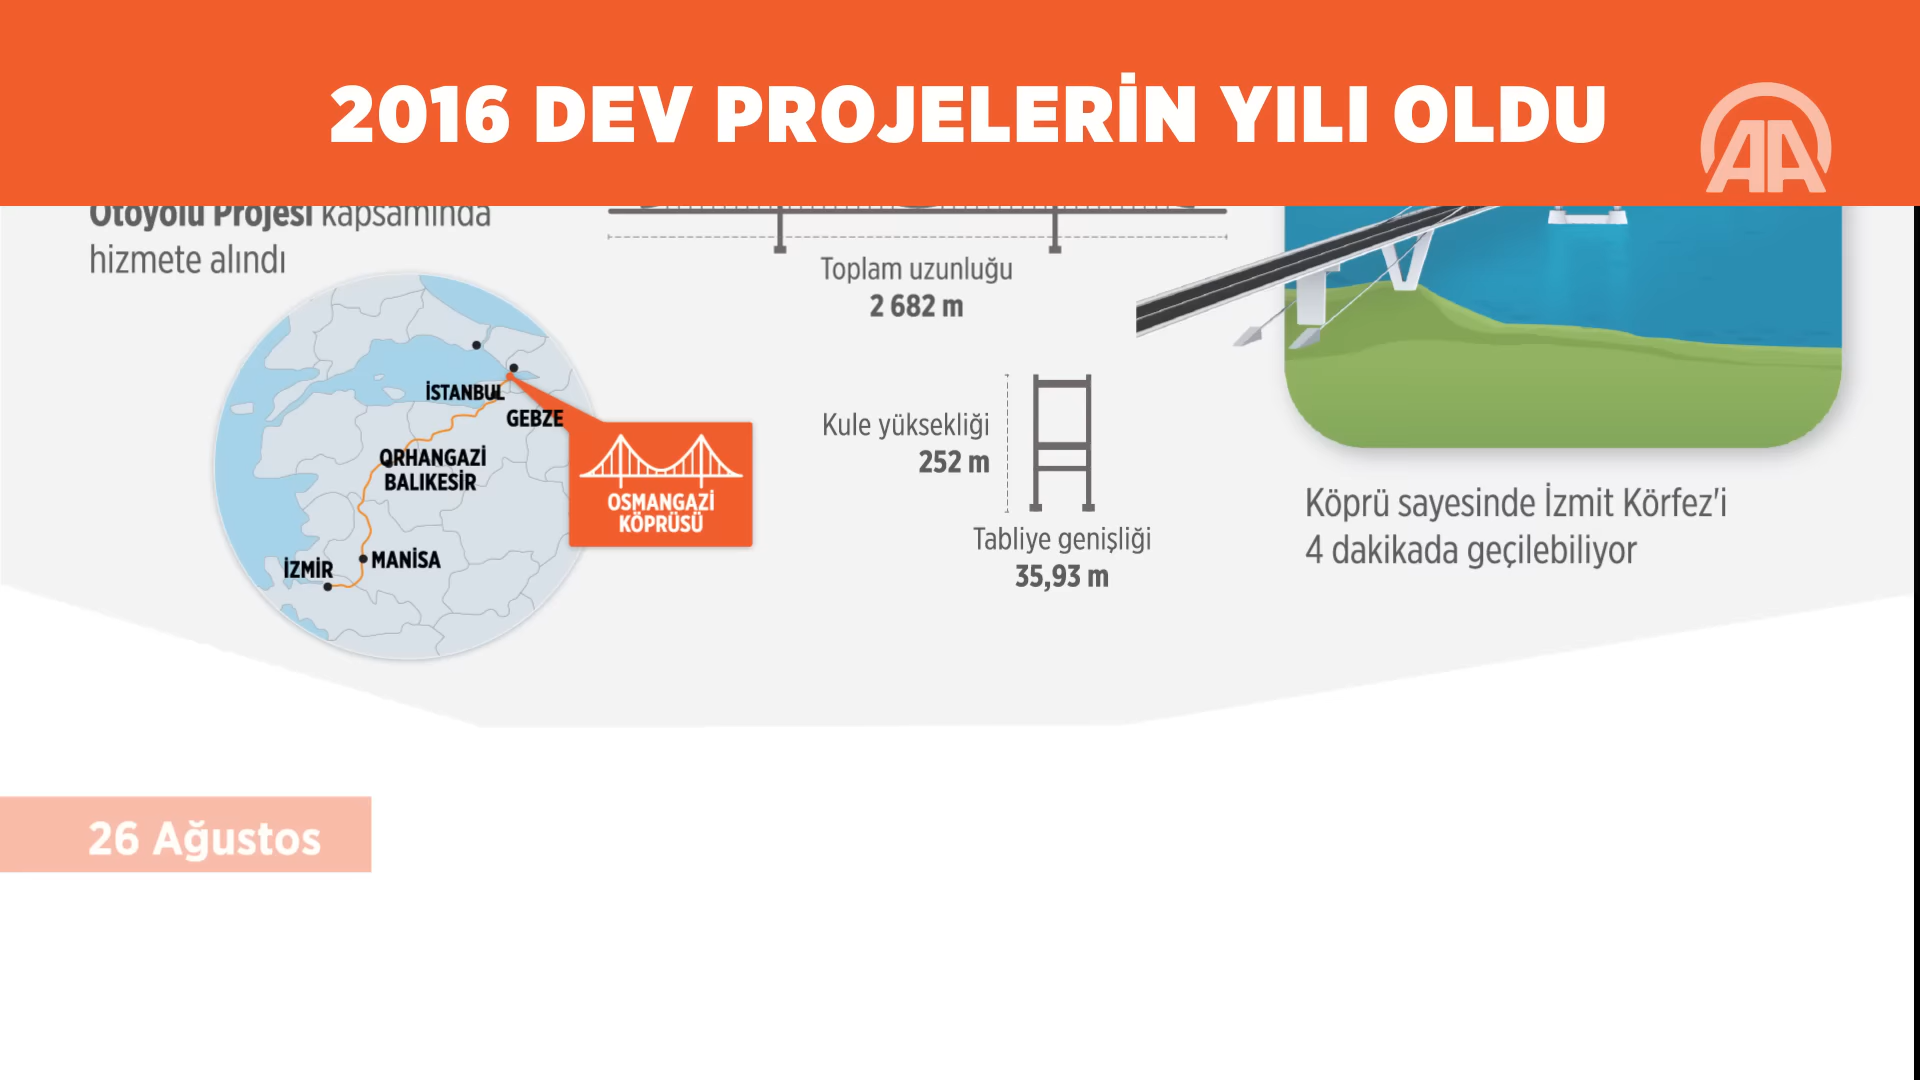 2016 DEV PROJELERİN YILI OLDU
AA
Otoyolu Projesi kapsamında
hizmete alındı
Toplam uzunluğu
2 682 m
İSTANBUL
GEBZE
ORHANGAZİ
BALIKESİR
OSMANGAZİ
KÖPRÜSÜ
MANİSA
İZMİR
Kule yüksekliği
252 m
Tabliye genişliği
35,93 m
Köprü sayesinde İzmit Körfez'i
4 dakikada geçilebiliyor
26 Ağustos